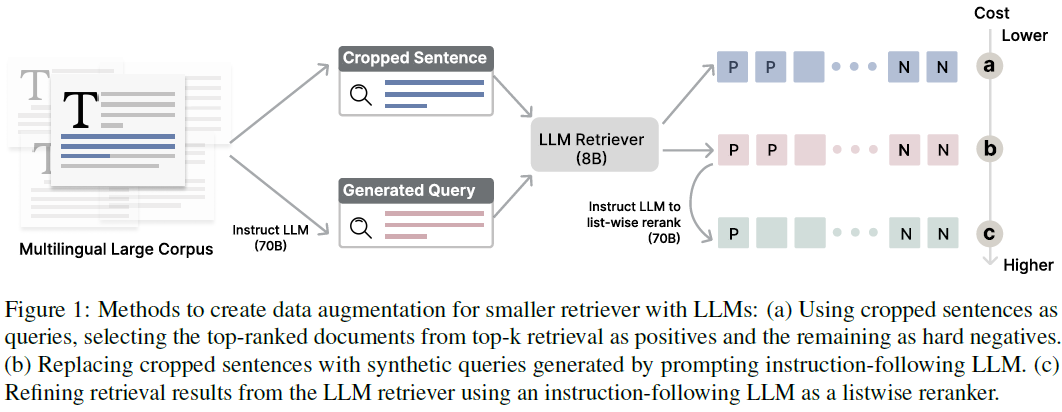 Cost
Lower
Cropped Sentence
T
T
T
P P N N a
LLM Retriever
(8B)
P P N N b
Generated Query
Instruct LLM
(70B)
Instruct LLM to
list-wise rerank
(70B)
P N N c
Multilingual Large Corpus
Higher
Figure 1: Methods to create data augmentation for smaller retriever with LLMs: (a) Using cropped sentences as
queries, selecting the top-ranked documents from top-k retrieval as positives and the remaining as hard negatives.
(b) Replacing cropped sentences with synthetic queries generated by prompting instruction-following LLM. (c)
Refining retrieval results from the LLM retriever using an instruction-following LLM as a listwise reranker.